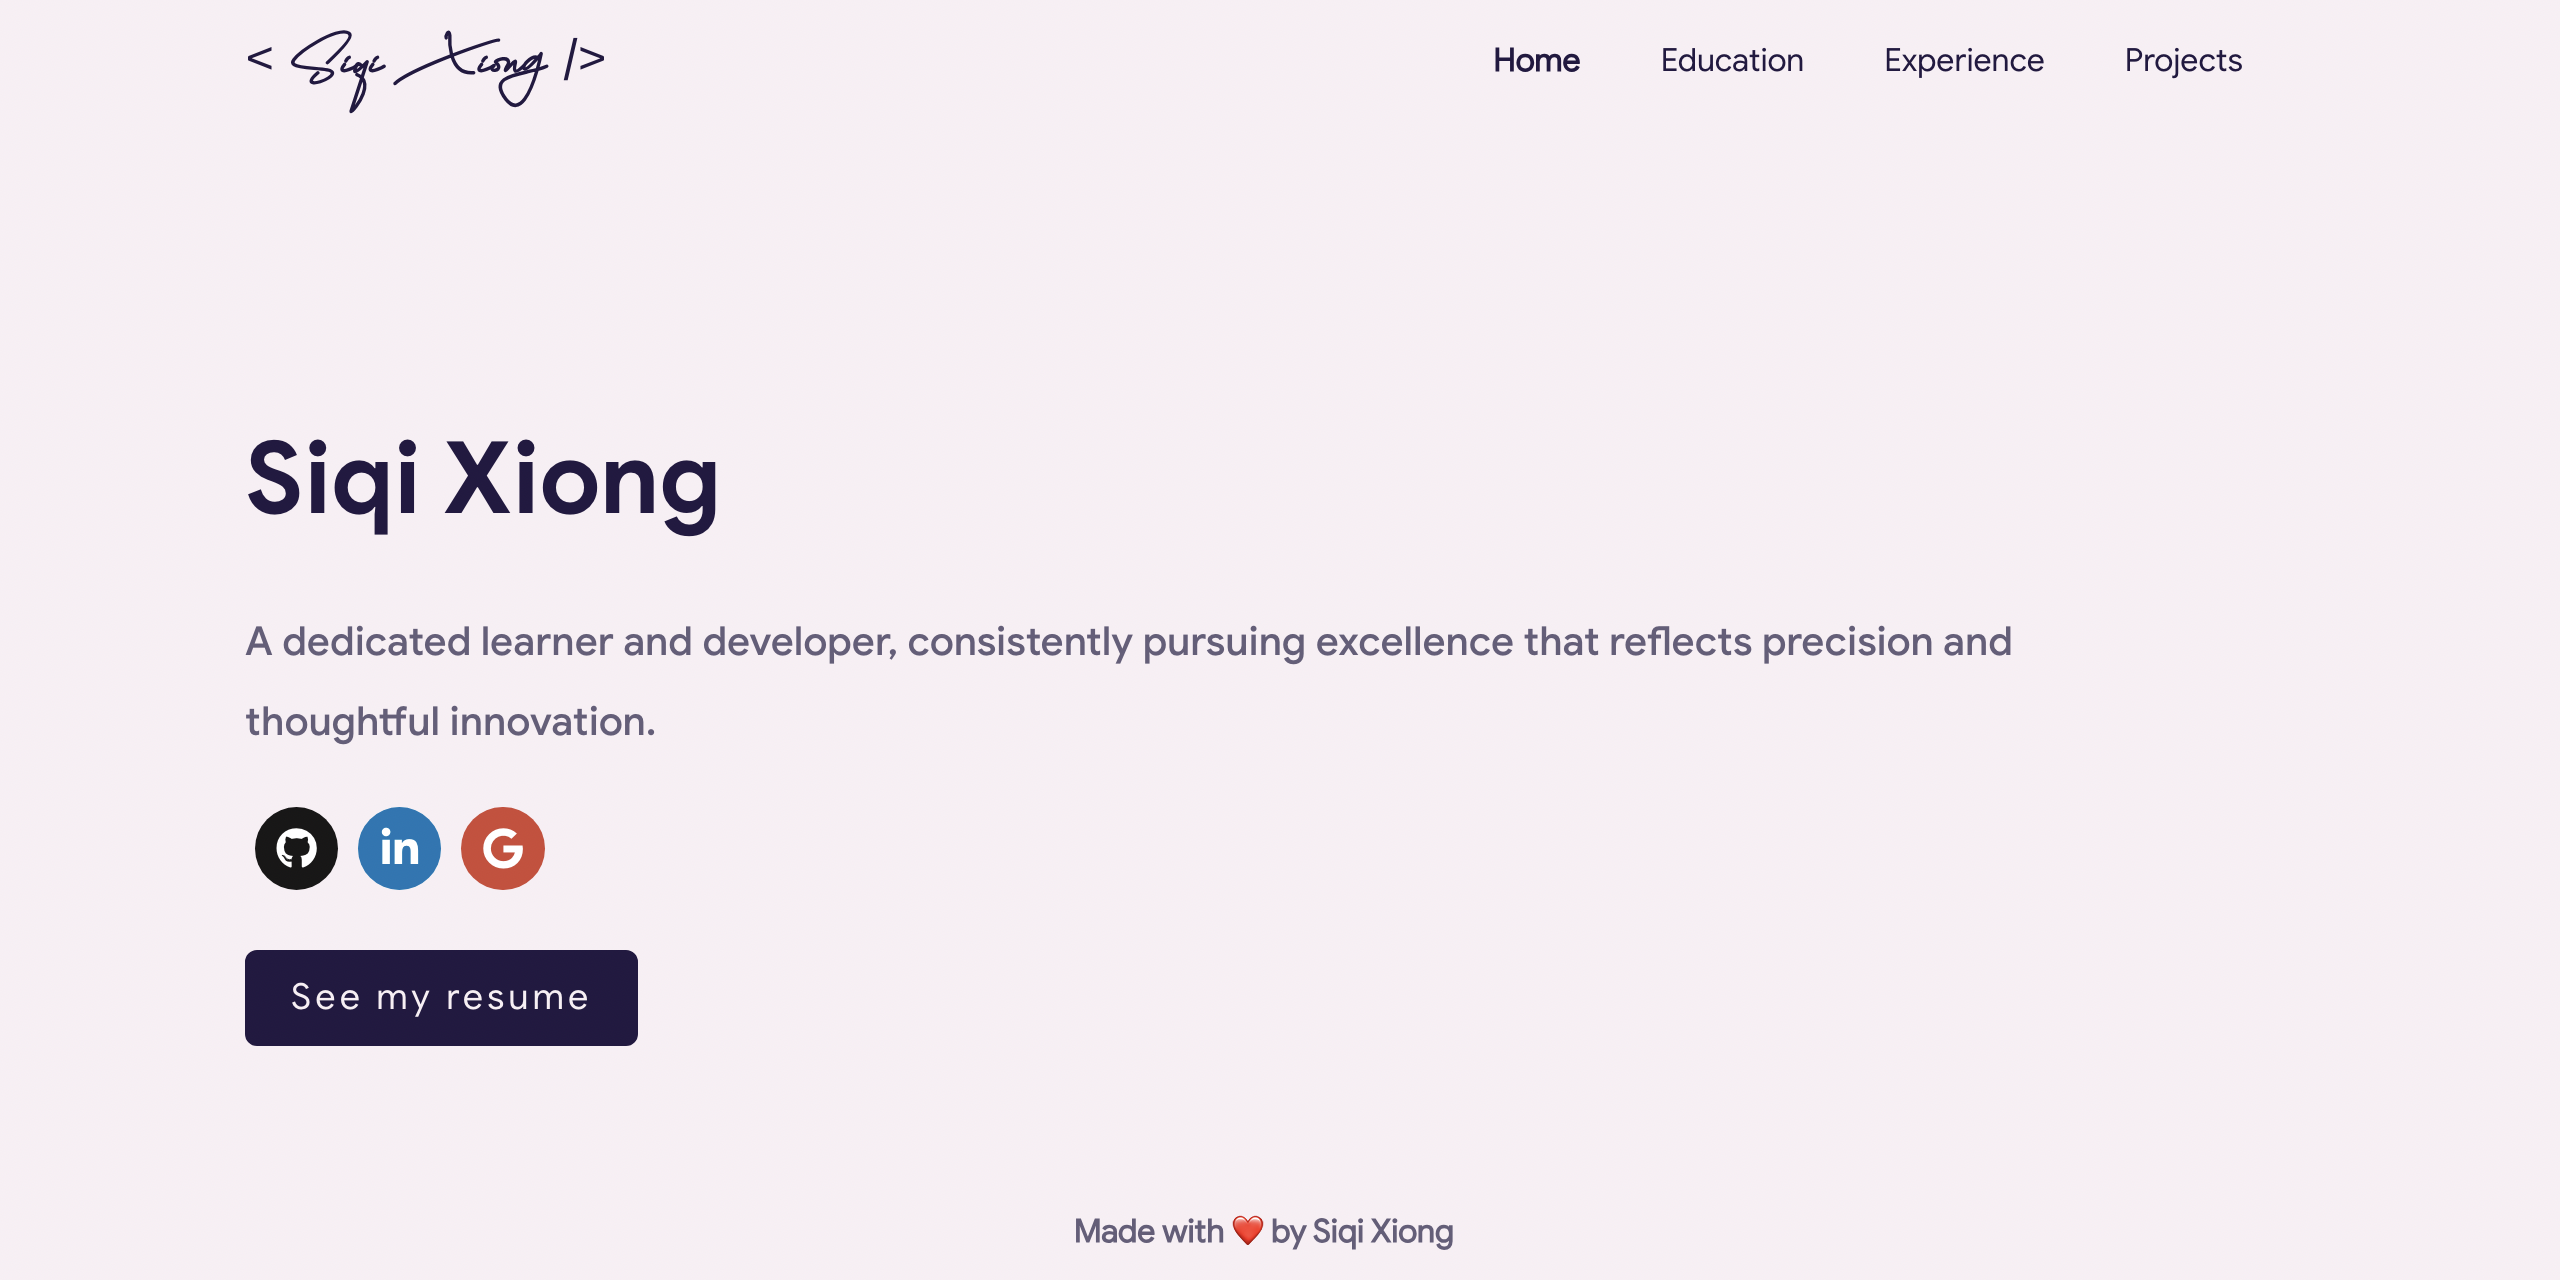 < Siqi Xiong />
Home Education Experience Projects
Siqi Xiong
A dedicated learner and developer, consistently pursuing excellence that reflects precision and
thoughtful innovation.
in G
See my resume
Made with ❤️ by Siqi Xiong